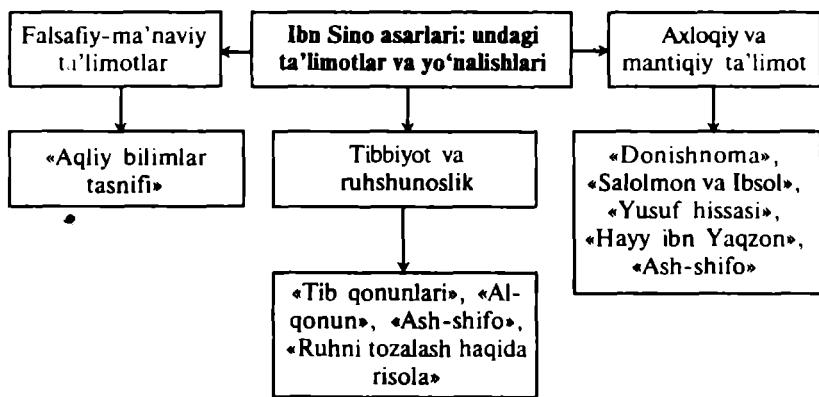 Falsafiy-ma’naviy
ta’limotlar
Ibn Sino asarlari: undagi
ta’limotlar va yo‘nalishlari
Axloqiy va
mantiqiy ta’limot
«Aqliy bilimlar
tasnifi»
Tibbiyot va
ruhshunoslik
«Donishnoma»,
«Salolmon va Ibsol»,
«Yusuf hissasi»,
«Hayy ibn Yaqzon»,
«Ash-shifo»
«Tib qonunlari», «Al-
qonun», «Ash-shifo»,
«Ruhni tozalash haqida
risola»